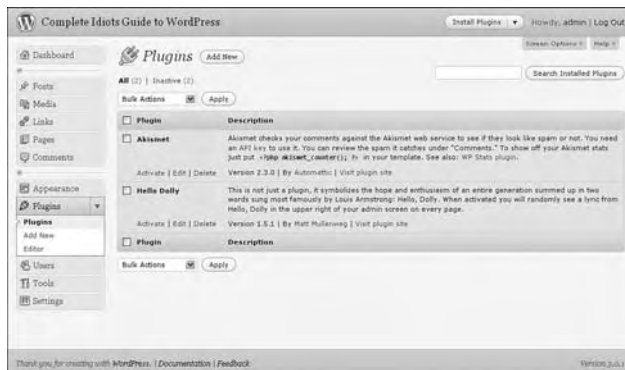 Complete Idiots Guide to WordPress
Install Plugins
Howdy, admin | Log Out
Screen Options
Help
Dashboard
Posts
Media
Links
Pages
Comments
Appearance
Plugins
Plugins
Add New
Editor
Users
Tools
Settings
Plugins Add New
All (2) | Inactive (2)
Search Installed Plugins
Bulk Actions Apply
Plugin Description
Akismet Akismet checks your comments against the Akismet web service to see if they look like spam or not. You need
an API key to use it. You can review the spam it catches under "Comments." To show off your Akismet stats
just put <?php akismet_counter(); ?> in your template. See also: WP Stats plugin.
Activate | Edit | Delete Version 2.3.0 | By Automattic | Visit plugin site
Hello Dolly This is not just a plugin, it symbolizes the hope and enthusiasm of an entire generation summed up in two
words sung most famously by Louis Armstrong: Hello, Dolly. When activated you will randomly see a lyric from
Hello, Dolly in the upper right of your admin screen on every page.
Activate | Edit | Delete Version 1.5.1 | By Matt Mullenweg | Visit plugin site
Plugin Description
Bulk Actions Apply
Thank you for creating with WordPress. | Documentation | Feedback
Version 3.0.1